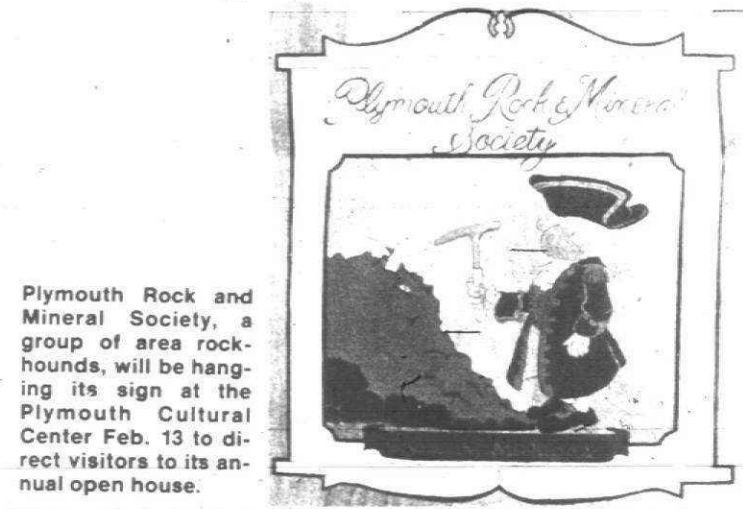 Plymouth Rock & Mineral
Society
Plymouth Rock and
Mineral Society, a
group of area rock-
hounds, will be hang-
ing its sign at the
Plymouth Cultural
Center Feb. 13 to di-
rect visitors to its an-
nual open house.